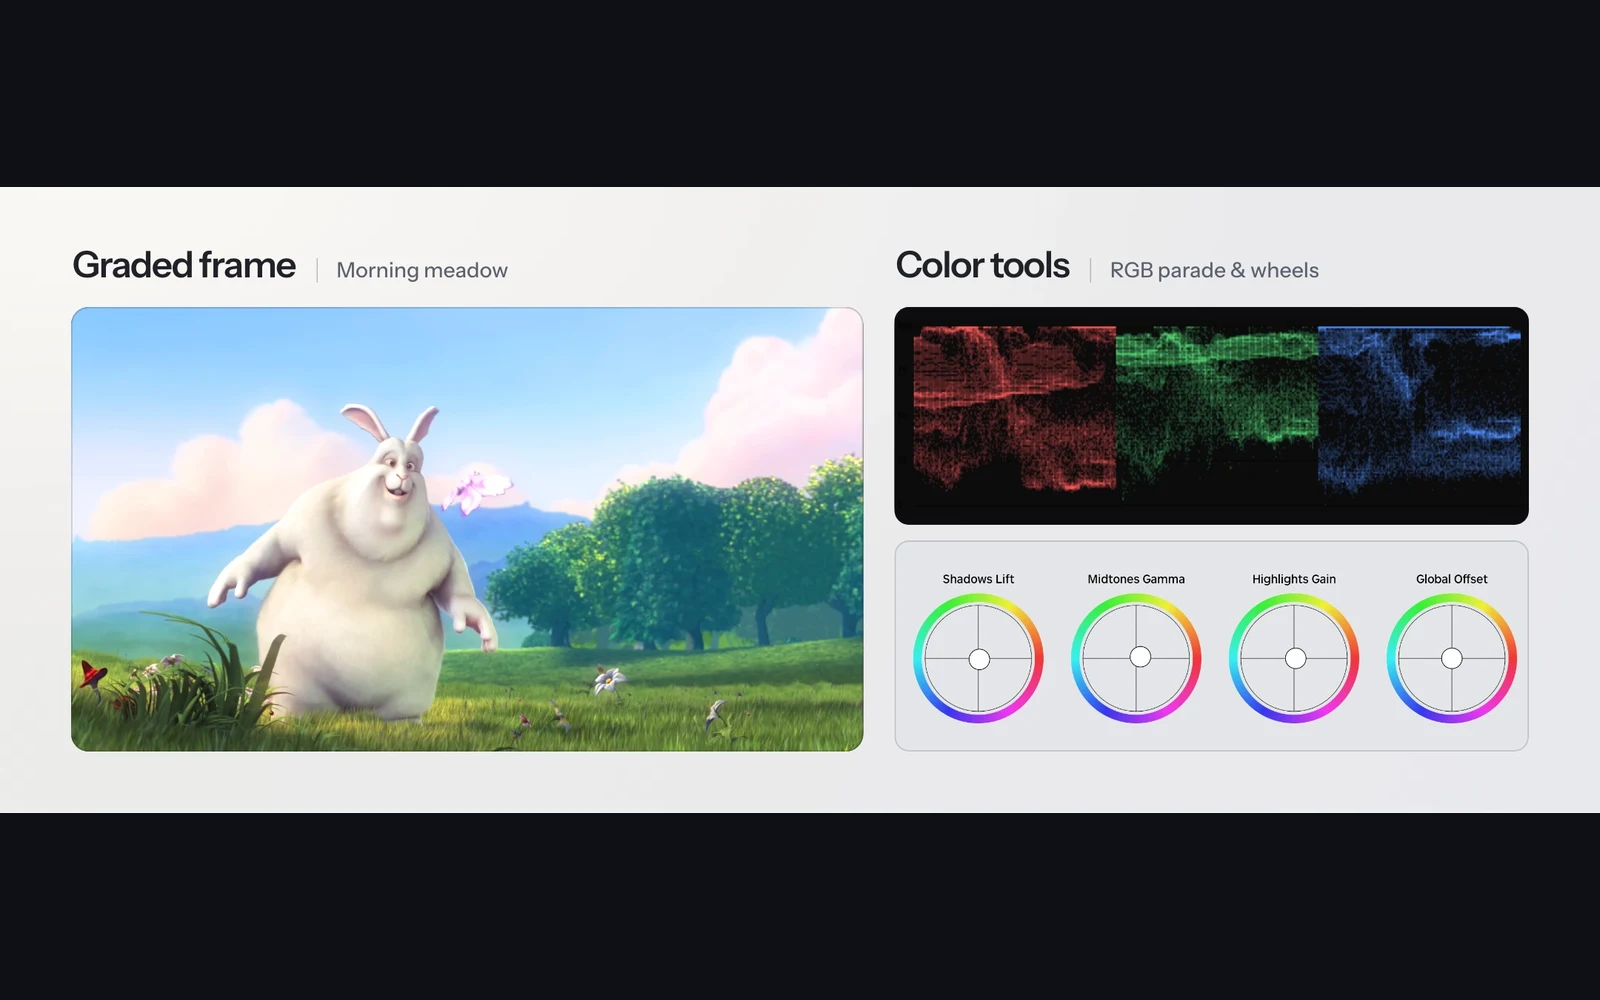 Graded frame
Morning meadow
Color tools
RGB parade & wheels
Shadows Lift
Midtones Gamma
Highlights Gain
Global Offset